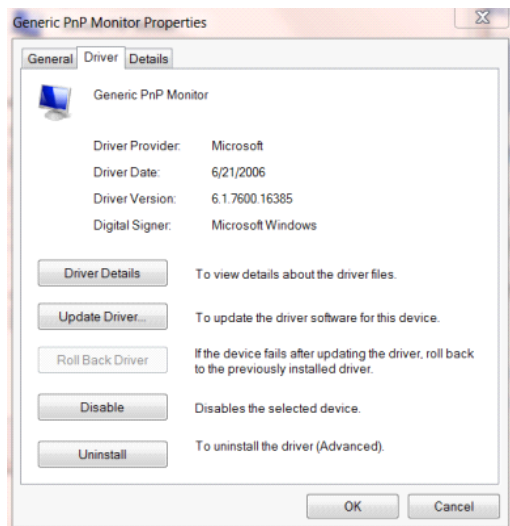 Generic PnP Monitor Properties
General Driver Details
Generic PnP Monitor
Driver Provider: Microsoft
Driver Date: 6/21/2006
Driver Version: 6.1.7600.16385
Digital Signer: Microsoft Windows
Driver Details To view details about the driver files.
Update Driver... To update the driver software for this device.
Roll Back Driver If the device fails after updating the driver, roll back
to the previously installed driver.
Disable Disables the selected device.
Uninstall To uninstall the driver (Advanced).
OK Cancel